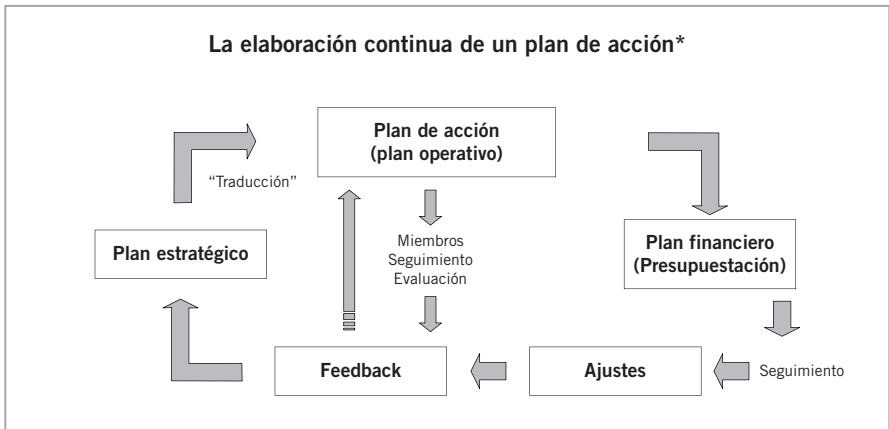 La elaboración continua de un plan de acción*
Plan de acción
(plan operativo)
“Traducción”
Plan estratégico
Miembros
Seguimiento
Evaluación
Plan financiero
(Presupuestación)
Feedback
Ajustes
Seguimiento